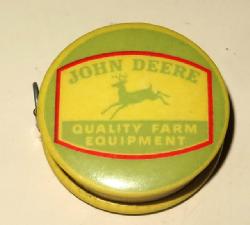 JOHN DEERE
QUALITY FARM
EQUIPMENT